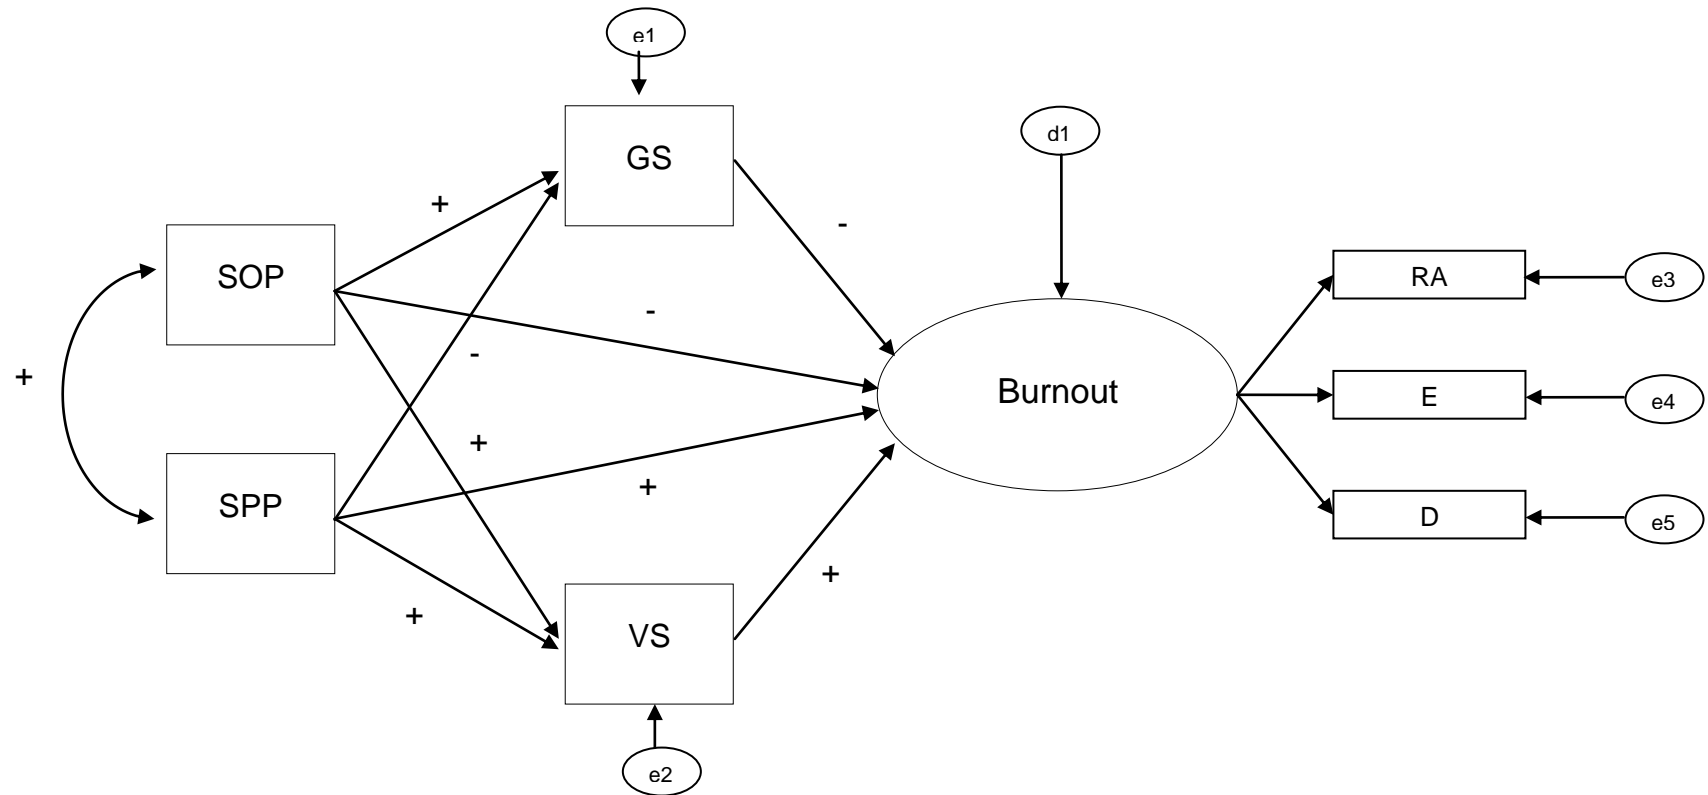 e1
GS
d1
+
-
SOP
RA
e3
-
-
+
Burnout
E
e4
+
+
SPP
D
e5
+
+
VS
e2